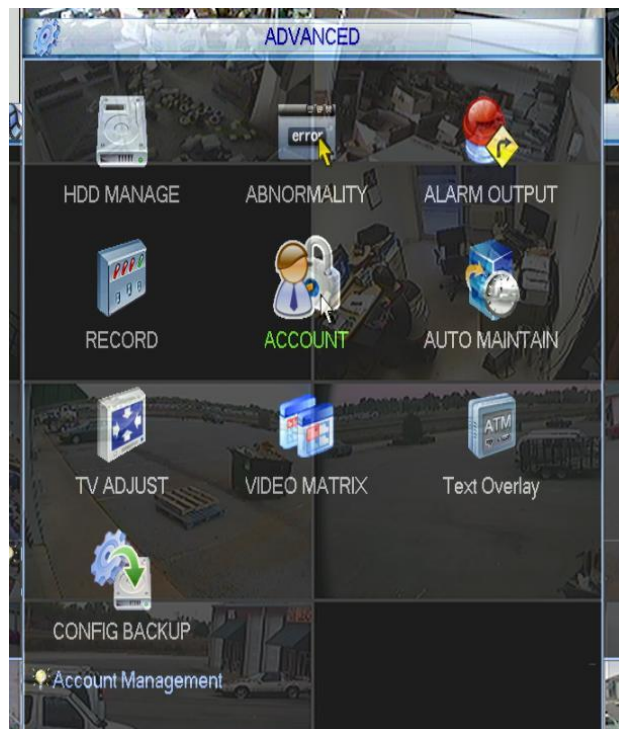 ADVANCED
error
HDD MANAGE ABNORMALITY ALARM OUTPUT
RECORD ACCOUNT AUTO MAINTAIN
ATM
TV ADJUST VIDEO MATRIX Text Overlay
CONFIG BACKUP
Account Management